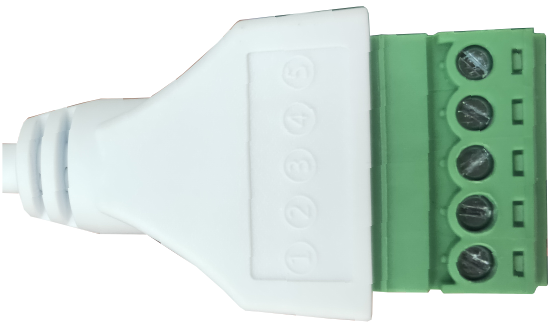 ① ② ③ ④ ⑤